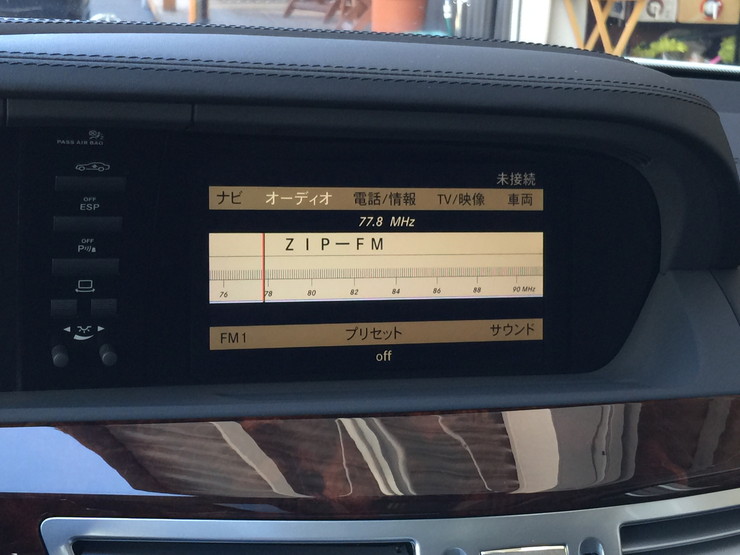 PASS AIR BAG
OFF
ESP
OFF
P
未接続
ナビ オーディオ 電話/情報 TV/映像 車両
77.8 MHz
ZIP-FM
76 78 80 82 84 86 88 90 MHz
FM1 プリセット サウンド
off